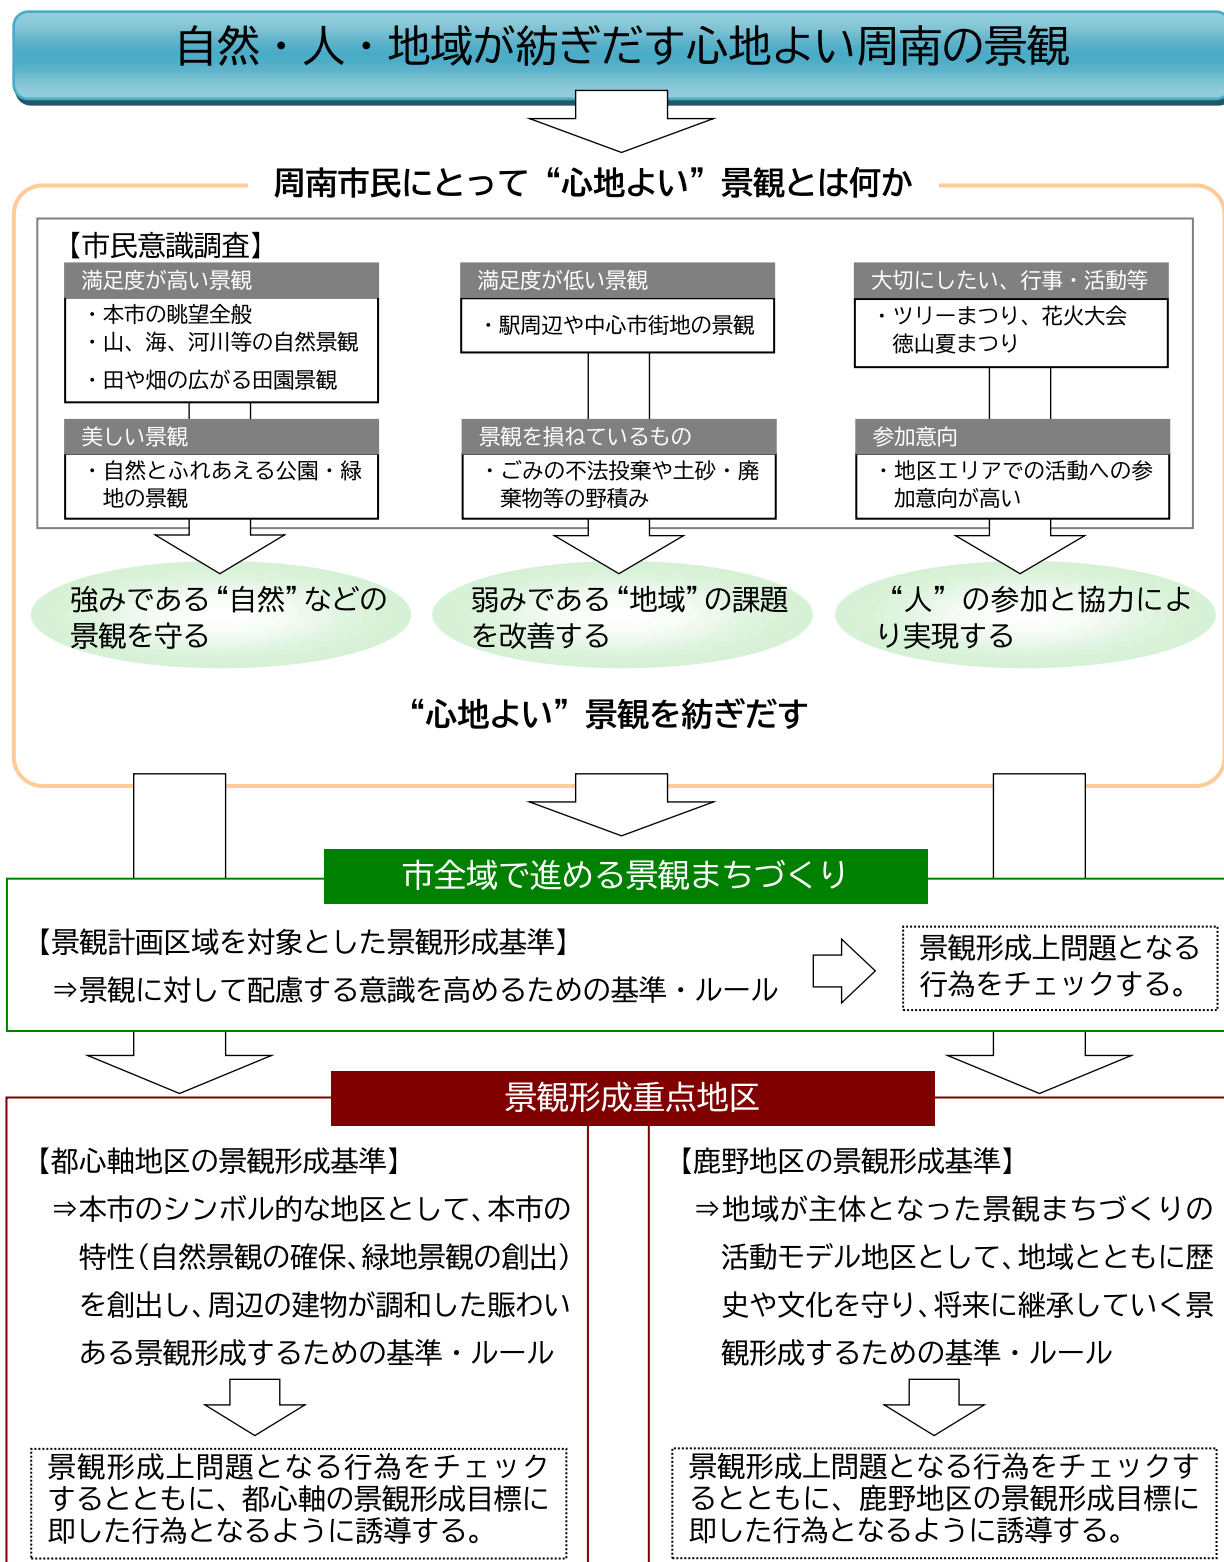 自然・人・地域が紡ぎだす心地よい周南の景観
周南市民にとって“心地よい”景観とは何か
【市民意識調査】
満足度が高い景観
・本市の眺望全般
・山、海、河川等の自然景観
・田や畑の広がる田園景観
美しい景観
・自然とふれあえる公園・緑
地の景観
強みである“自然”などの
景観を守る
満足度が低い景観
・駅周辺や中心市街地の景観
景観を損ねているもの
・ごみの不法投棄や土砂・廃
棄物等の野積み
弱みである“地域”の課題
を改善する
大切にしたい、行事・活動等
・ツリーまつり、花火大会
徳山夏まつり
参加意向
・地区エリアでの活動への参
加意向が高い
“人”の参加と協力によ
り実現する
“心地よい”景観を紡ぎだす
市全域で進める景観まちづくり
【景観計画区域を対象とした景観形成基準】
⇒景観に対して配慮する意識を高めるための基準・ルール
景観形成上問題となる
行為をチェックする。
景観形成重点地区
【都心軸地区の景観形成基準】
⇒本市のシンボル的な地区として、本市の
特性（自然景観の確保、緑地景観の創出）
を創出し、周辺の建物が調和した賑わい
ある景観形成するための基準・ルール
景観形成上問題となる行為をチェック
するとともに、都心軸の景観形成目標に
即した行為となるように誘導する。
【鹿野地区の景観形成基準】
⇒地域が主体となった景観まちづくりの
活動モデル地区として、地域とともに歴
史や文化を守り、将来に継承していく景
観形成するための基準・ルール
景観形成上問題となる行為をチェックす
るとともに、鹿野地区の景観形成目標に
即した行為となるように誘導する。